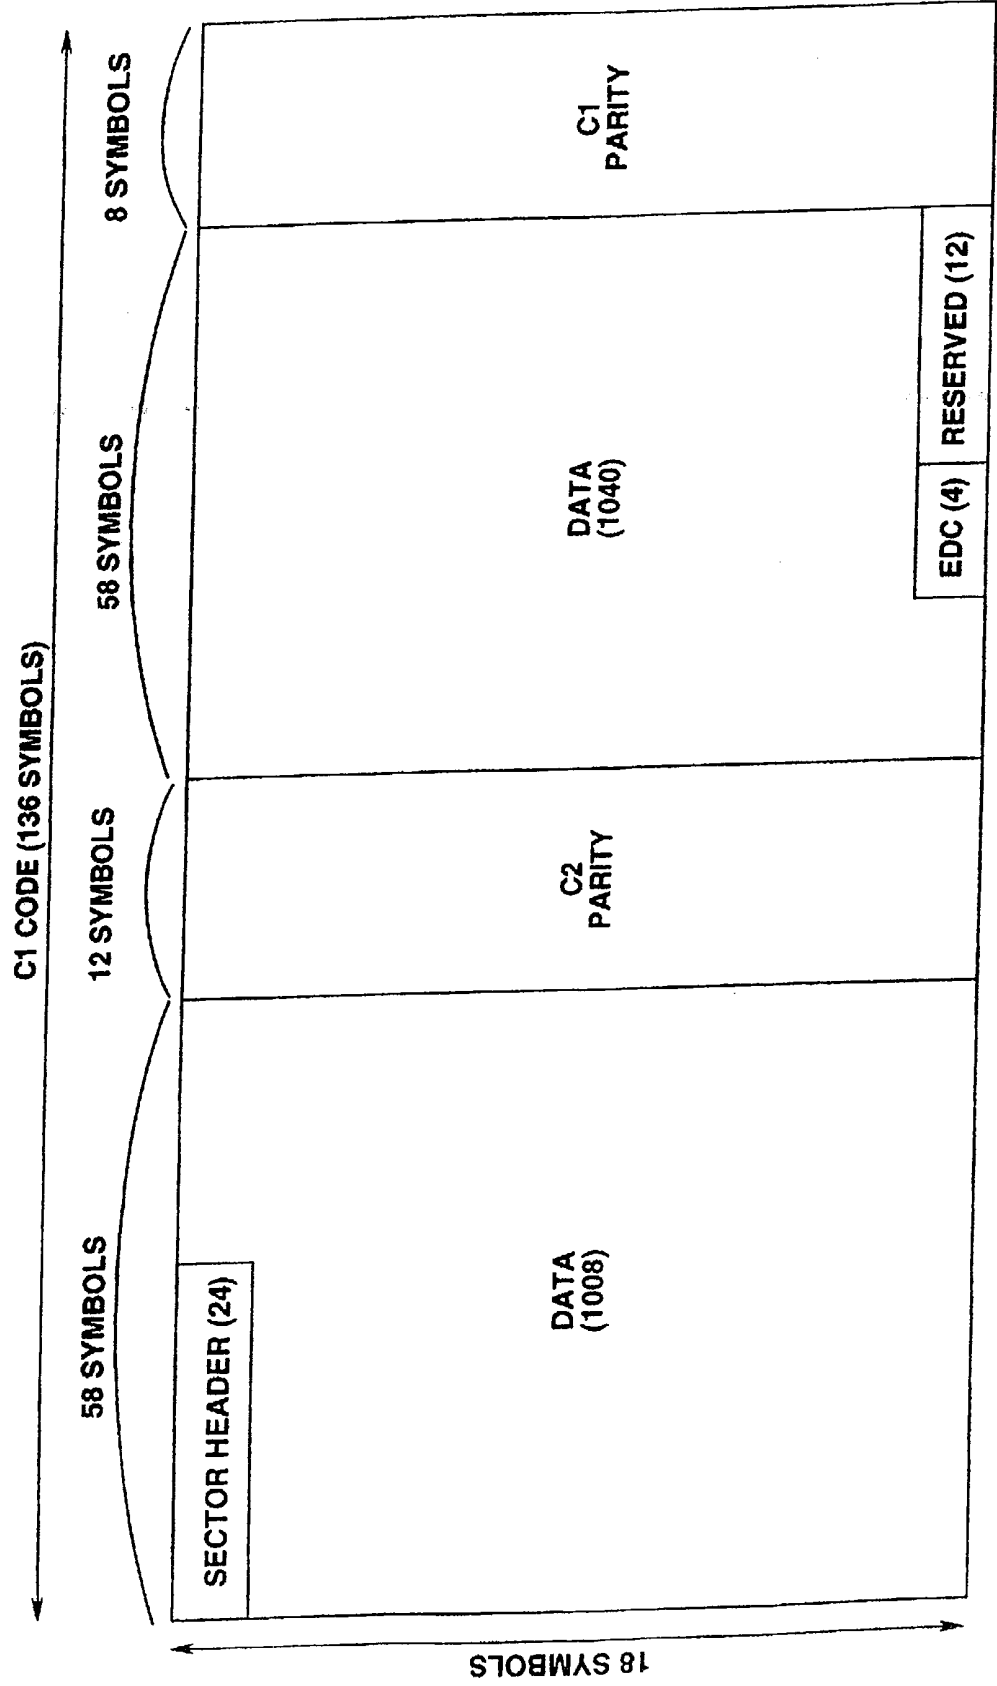 C1 CODE (136 SYMBOLS)
58 SYMBOLS
12 SYMBOLS
58 SYMBOLS
8 SYMBOLS
18 SYMBOLS
SECTOR HEADER (24)
DATA
(1008)
C2
PARITY
DATA
(1040)
C1
PARITY
EDC (4)
RESERVED (12)